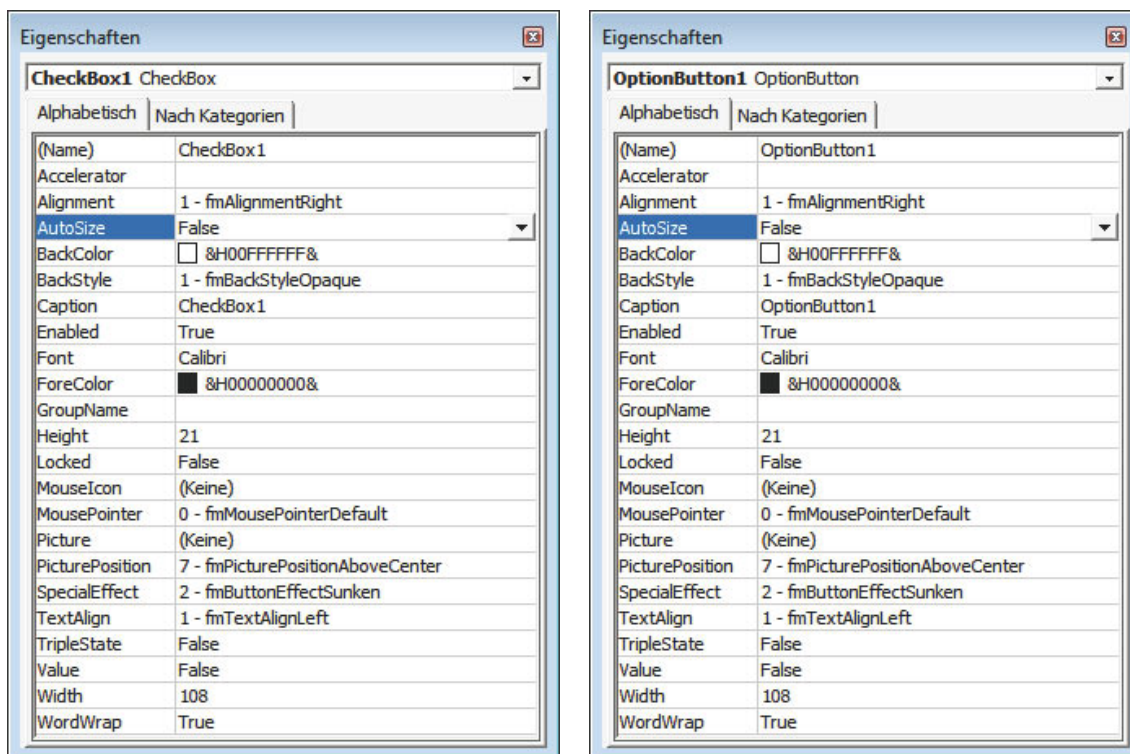 Eigenschaften
CheckBox1 CheckBox
Alphabetisch Nach Kategorien
(Name) CheckBox1
Accelerator
Alignment 1 - fmAlignmentRight
AutoSize False
BackColor &H00FFFFFF&
BackStyle 1 - fmBackStyleOpaque
Caption CheckBox1
Enabled True
Font Calibri
ForeColor &H00000000&
GroupName
Height 21
Locked False
MouseIcon (Keine)
MousePointer 0 - fmMousePointerDefault
Picture (Keine)
PicturePosition 7 - fmPicturePositionAboveCenter
SpecialEffect 2 - fmButtonEffectSunken
TextAlign 1 - fmTextAlignLeft
TripleState False
Value False
Width 108
WordWrap True
Eigenschaften
OptionButton1 OptionButton
Alphabetisch Nach Kategorien
(Name) OptionButton1
Accelerator
Alignment 1 - fmAlignmentRight
AutoSize False
BackColor &H00FFFFFF&
BackStyle 1 - fmBackStyleOpaque
Caption OptionButton1
Enabled True
Font Calibri
ForeColor &H00000000&
GroupName
Height 21
Locked False
MouseIcon (Keine)
MousePointer 0 - fmMousePointerDefault
Picture (Keine)
PicturePosition 7 - fmPicturePositionAboveCenter
SpecialEffect 2 - fmButtonEffectSunken
TextAlign 1 - fmTextAlignLeft
TripleState False
Value False
Width 108
WordWrap True